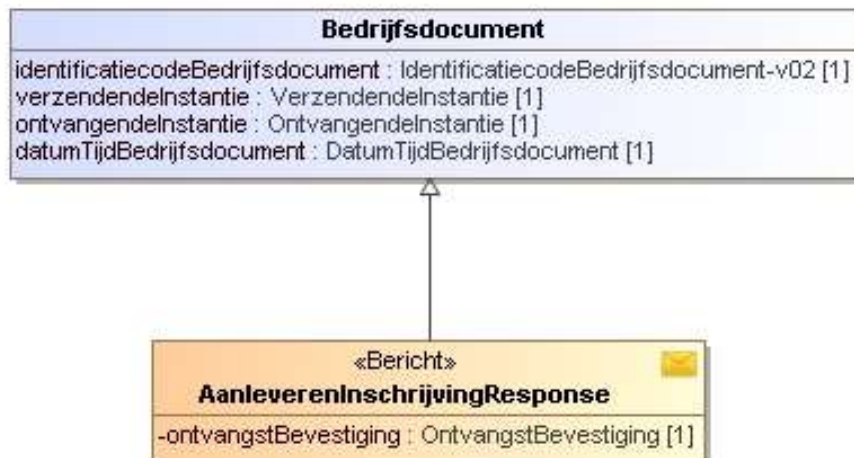 Bedrijfsdocument
identificatiecodeBedrijfsdocument : IdentificatiecodeBedrijfsdocument-v02 [1]
verzendendeInstantie : VerzendendeInstantie [1]
ontvangendeInstantie : OntvangendeInstantie [1]
datumTijdBedrijfsdocument : DatumTijdBedrijfsdocument [1]
«Bericht»
AanleverenInschrijvingResponse
-ontvangstBevestiging : OntvangstBevestiging [1]